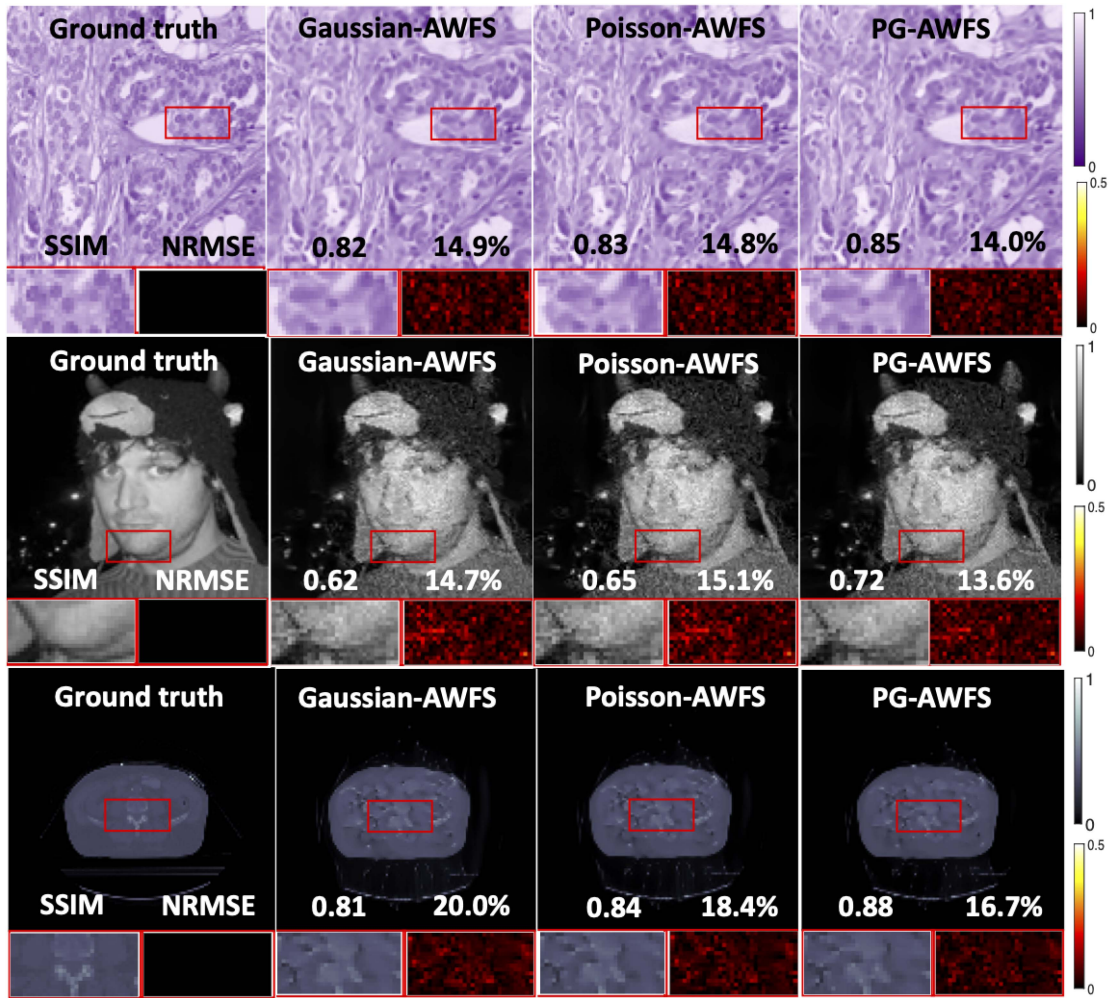 Ground truth Gaussian-AWFS Poisson-AWFS PG-AWFS 1
SSIM NRMSE 0.82 14.9% 0.83 14.8% 0.85 14.0%
0
0.5
0
Ground truth Gaussian-AWFS Poisson-AWFS PG-AWFS 1
SSIM NRMSE 0.62 14.7% 0.65 15.1% 0.72 13.6%
0
0.5
0
Ground truth Gaussian-AWFS Poisson-AWFS PG-AWFS 1
SSIM NRMSE 0.81 20.0% 0.84 18.4% 0.88 16.7%
0
0.5
0